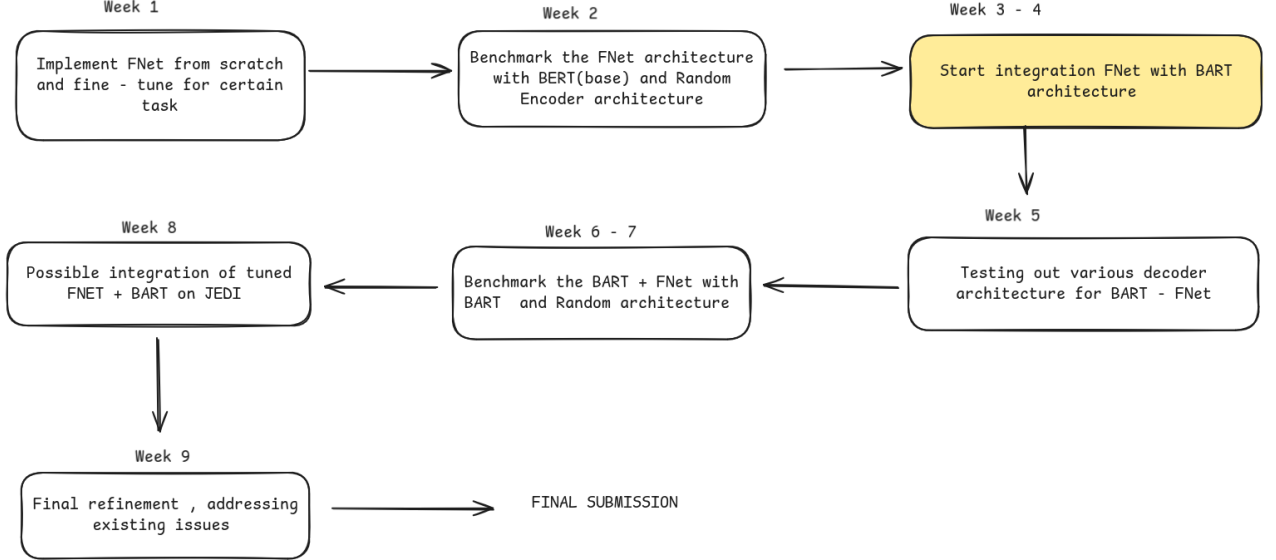 Week 1
Implement FNet from scratch
and fine - tune for certain
task
Week 2
Benchmark the FNet architecture
with BERT(base) and Random
Encoder architecture
Week 3 - 4
Start integration FNet with BART
architecture
Week 5
Testing out various decoder
architecture for BART - FNet
Week 6 - 7
Benchmark the BART + FNet with
BART and Random architecture
Week 8
Possible integration of tuned
FNET + BART on JEDI
Week 9
Final refinement , addressing
existing issues
FINAL SUBMISSION